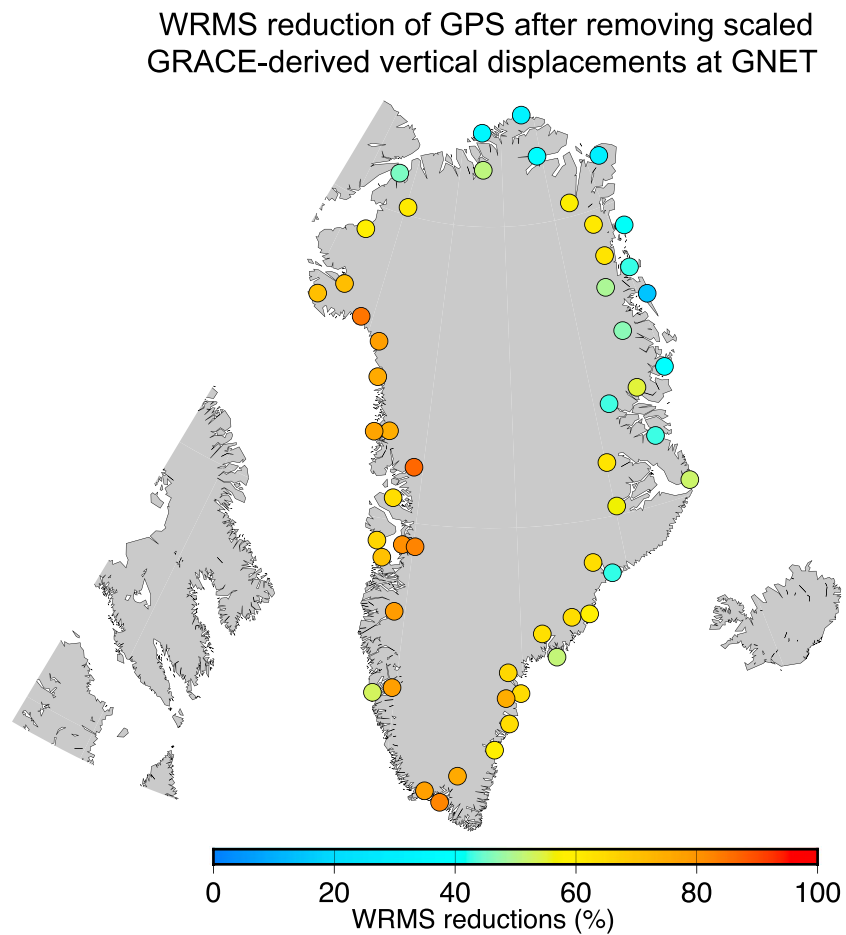 WRMS reduction of GPS after removing scaled
GRACE-derived vertical displacements at GNET
0 20 40 60 80 100
WRMS reductions (%)